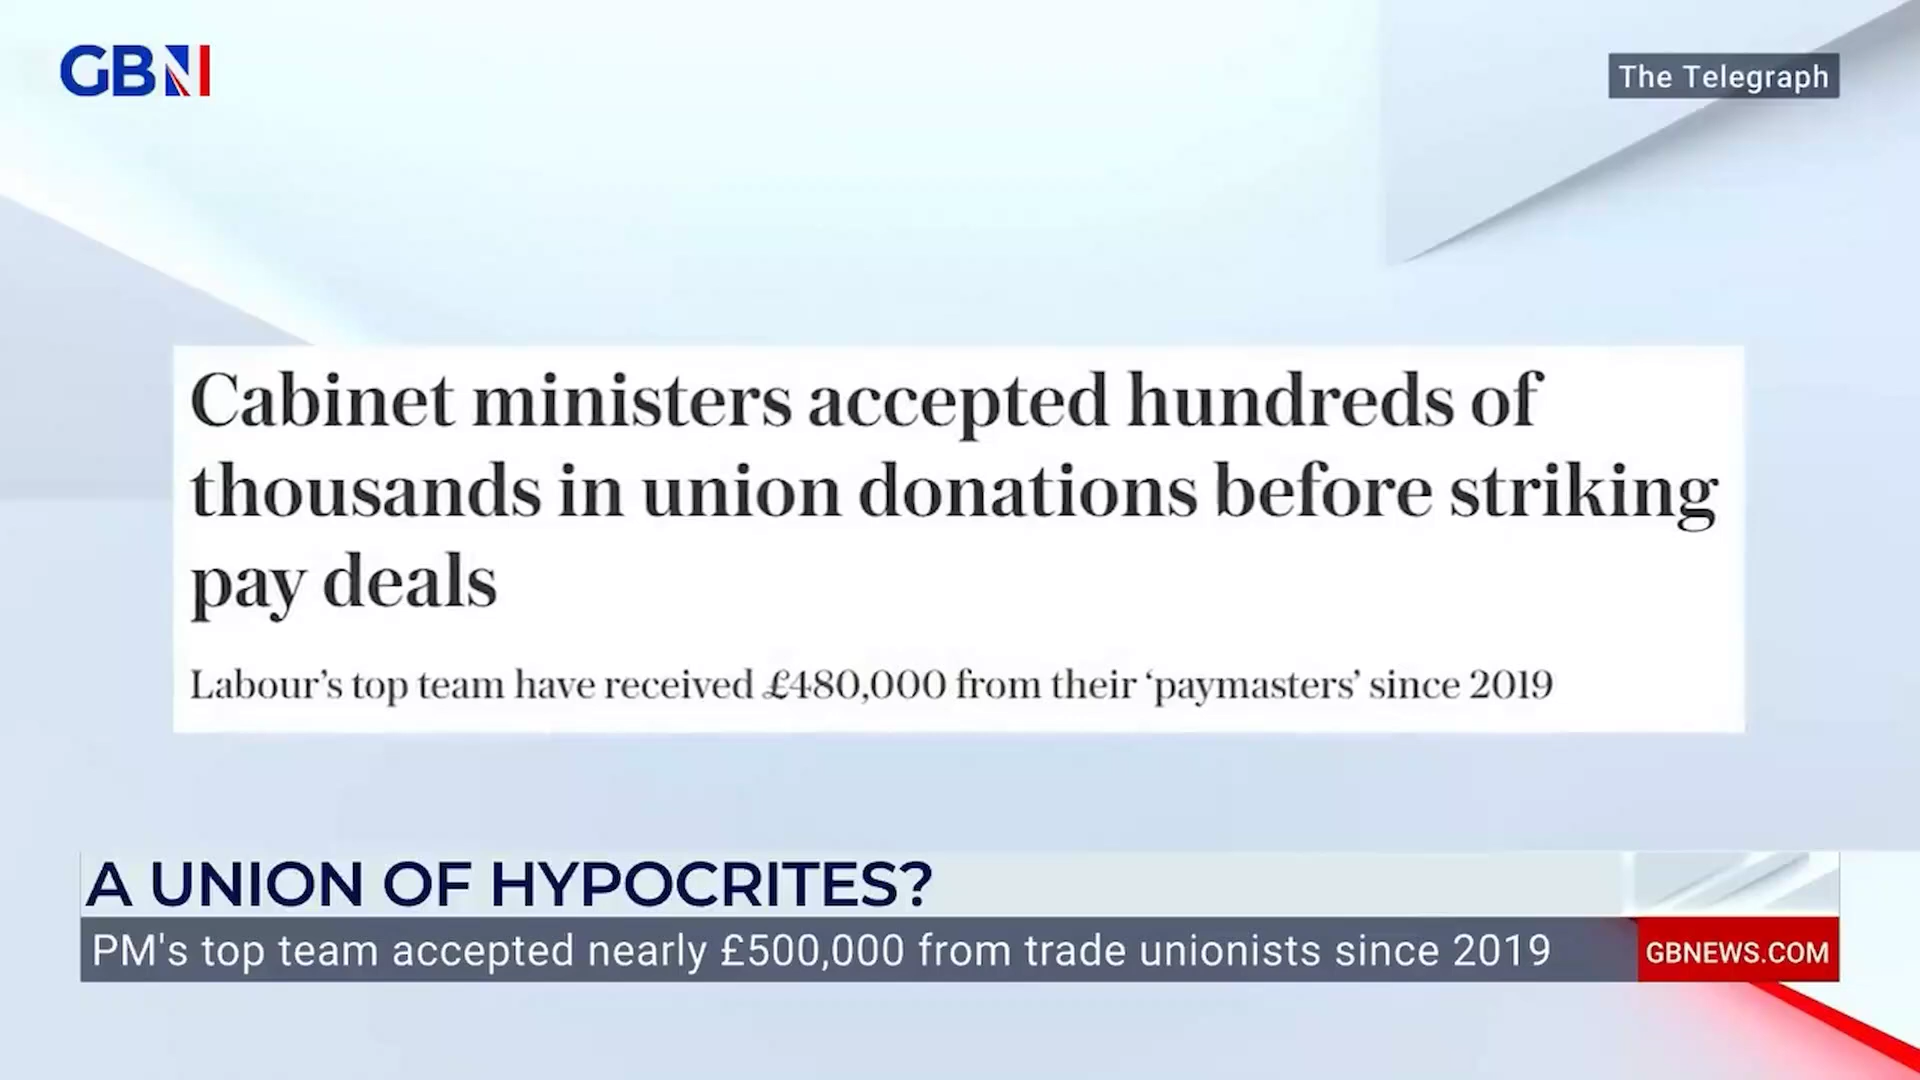 GBN
The Telegraph
Cabinet ministers accepted hundreds of
thousands in union donations before striking
pay deals
Labour’s top team have received £480,000 from their ‘paymasters’ since 2019
A UNION OF HYPOCRITES?
PM's top team accepted nearly £500,000 from trade unionists since 2019
GBNEWS.COM